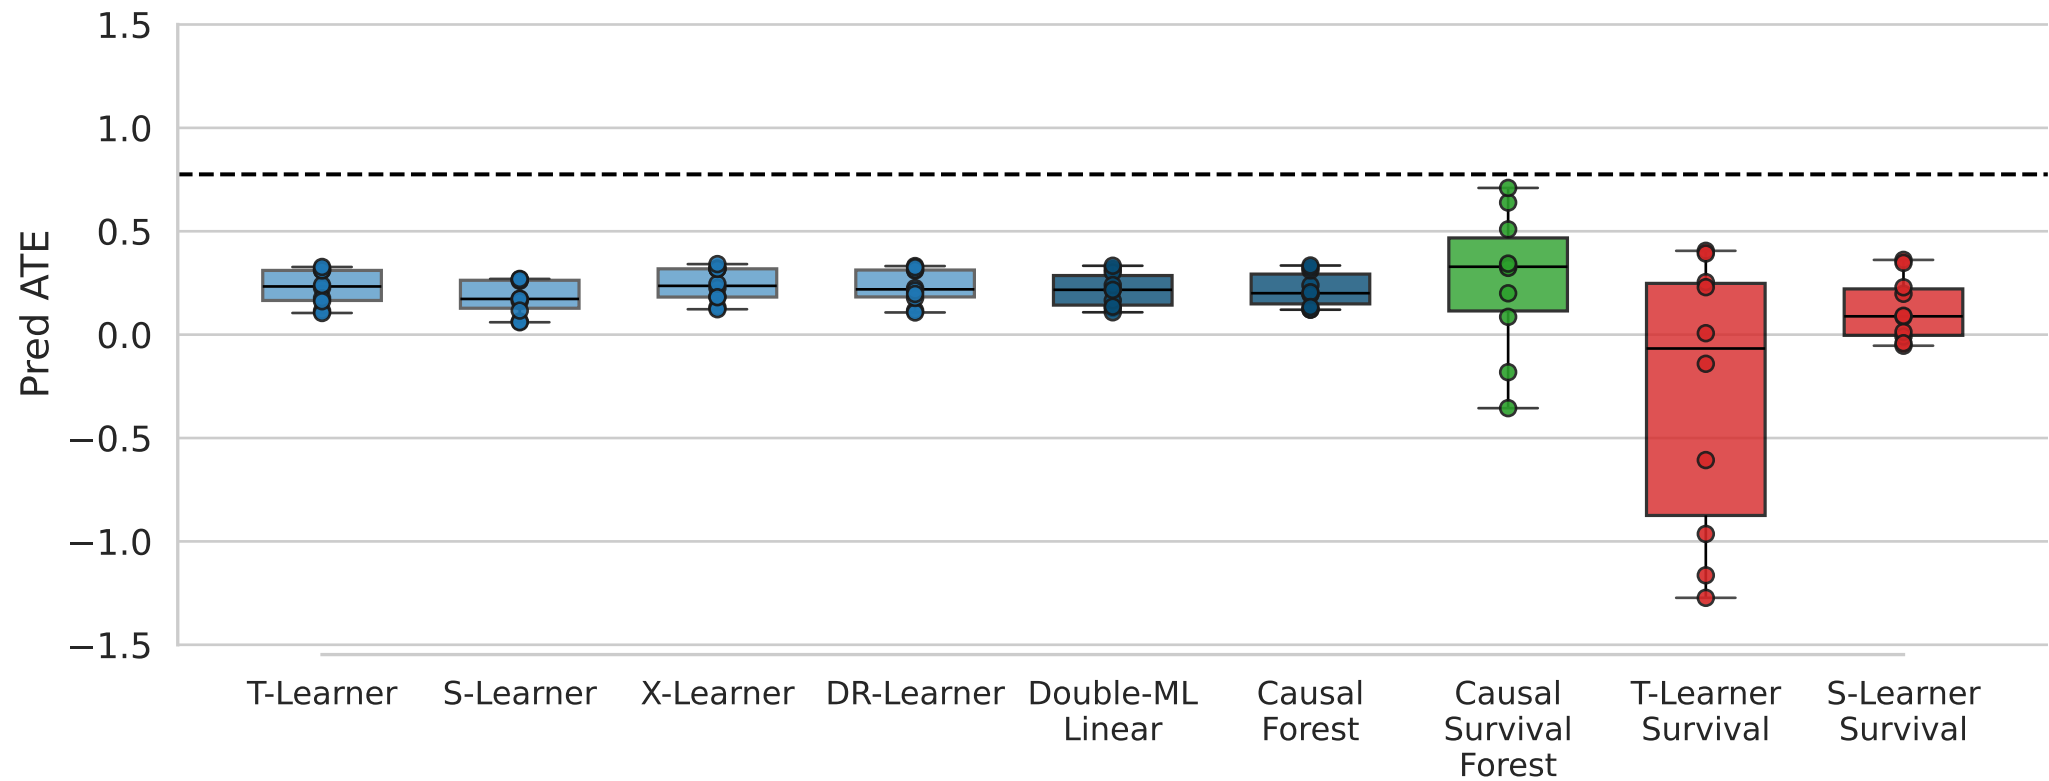 Pred ATE
1.5
1.0
0.5
0.0
−0.5
−1.0
−1.5
T-Learner
S-Learner
X-Learner
DR-Learner
Double-ML
Linear
Causal
Forest
Causal
Survival
Forest
T-Learner
Survival
S-Learner
Survival